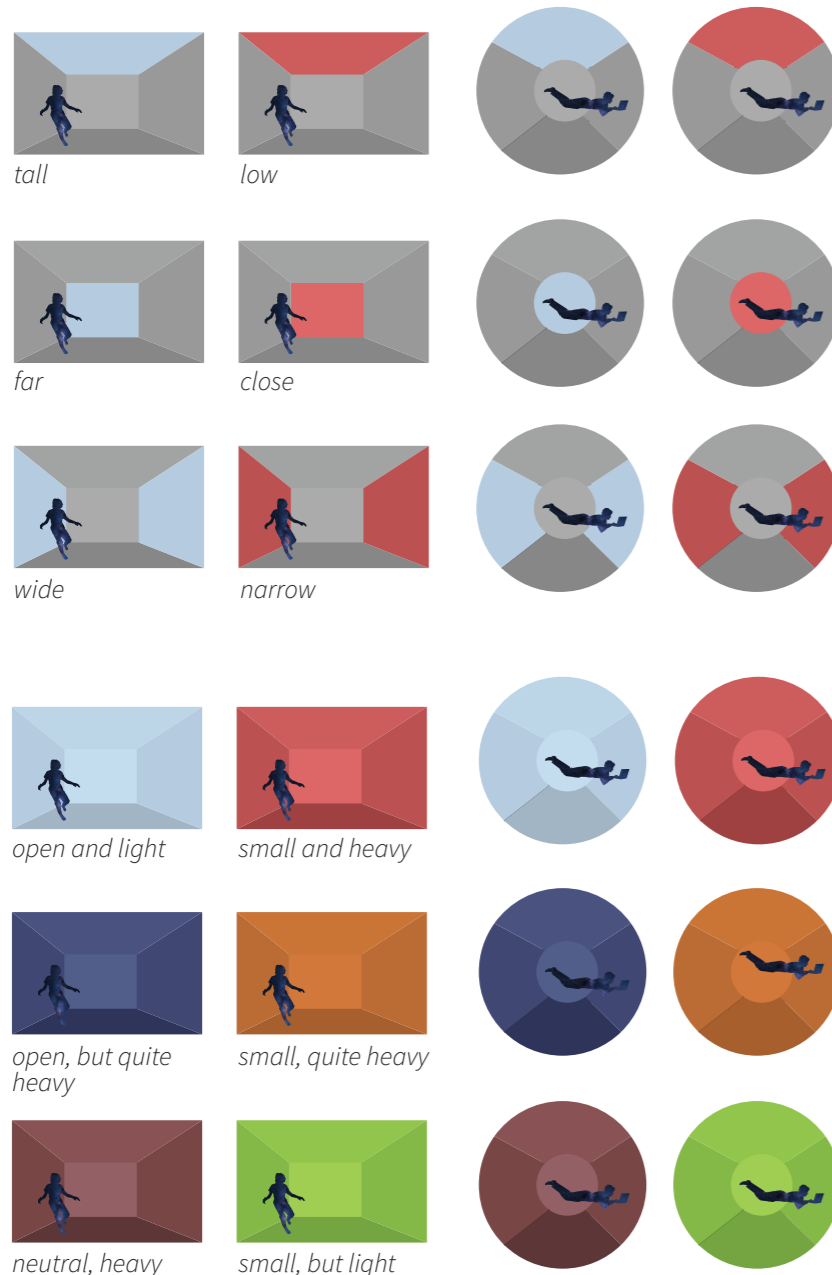 tall
low
far
close
wide
narrow
open and light
small and heavy
open, but quite
heavy
small, quite heavy
neutral, heavy
small, but light